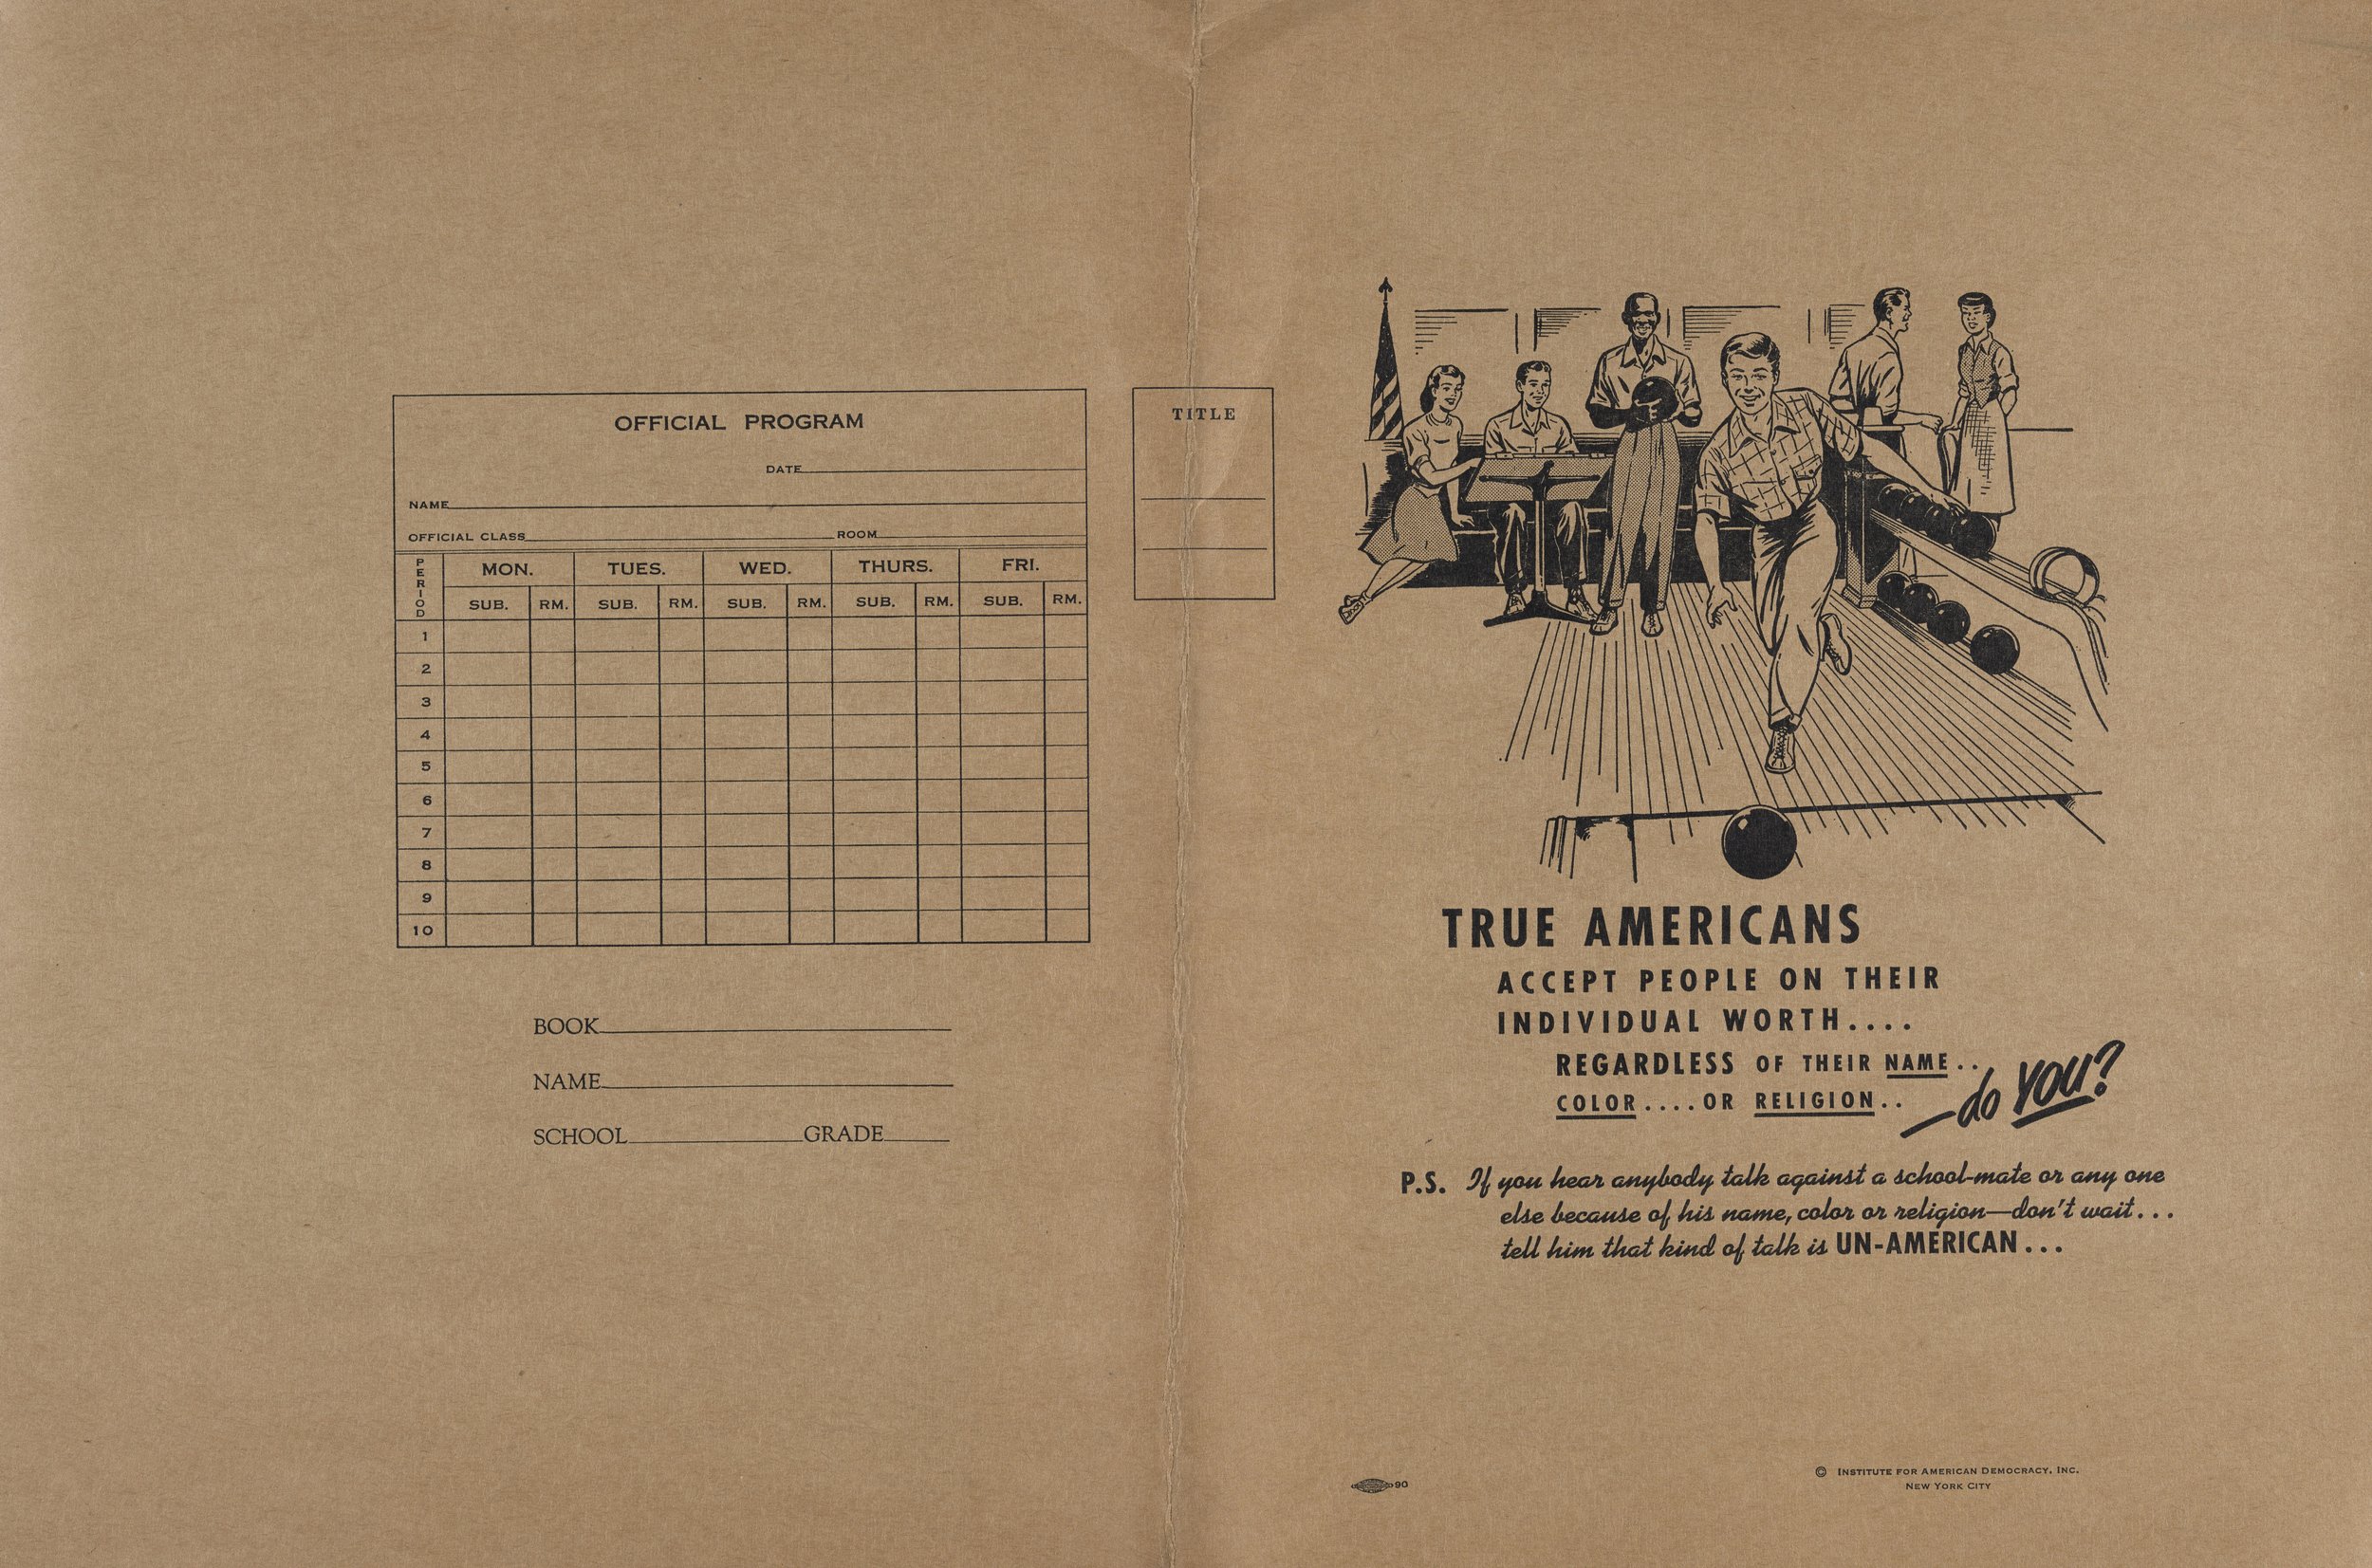 OFFICIAL PROGRAM
DATE
NAME
OFFICIAL CLASS ROOM
PERIOD MON. TUES. WED. THURS. FRI.
SUB. RM. SUB. RM. SUB. RM. SUB. RM. SUB. RM.
1
2
3
4
5
6
7
8
9
10
BOOK
NAME
SCHOOL GRADE
TITLE
TRUE AMERICANS
ACCEPT PEOPLE ON THEIR
INDIVIDUAL WORTH....
REGARDLESS OF THEIR NAME..
COLOR....OR RELIGION..
do YOU?
P.S. If you hear anybody talk against a school-mate or any one
else because of his name, color or religion—don't wait...
tell him that kind of talk is UN-AMERICAN...
90
© INSTITUTE FOR AMERICAN DEMOCRACY, INC.
NEW YORK CITY